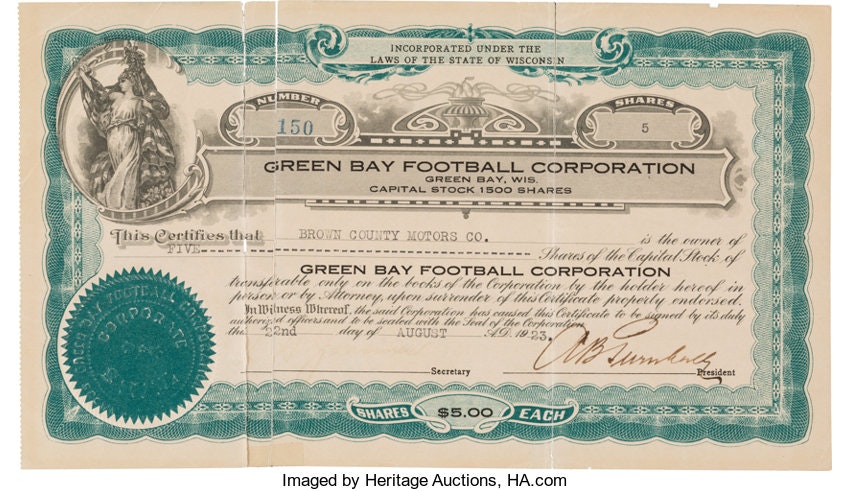 INCORPORATED UNDER THE
LAWS OF THE STATE OF WISCONSIN
NUMBER
150
SHARES
5
GREEN BAY FOOTBALL CORPORATION
GREEN BAY, WIS.
CAPITAL STOCK 1500 SHARES
This Certifies that BROWN COUNTY MOTORS CO. is the owner of
FIVE Shares of the Capital Stock of
GREEN BAY FOOTBALL CORPORATION
transferable only on the books of the Corporation by the holder hereof in
person or by Attorney, upon surrender of this Certificate properly endorsed.
In Witness Whereof, the said Corporation has caused this Certificate to be signed by its duty
authorized officers and to be sealed with the Seal of the Corporation
this 22nd day of AUGUST A.D. 1923.
Secretary
President
GREEN BAY FOOTBALL CORPORATION
CORPORATE
SHARES $5.00 EACH
Imaged by Heritage Auctions, HA.com